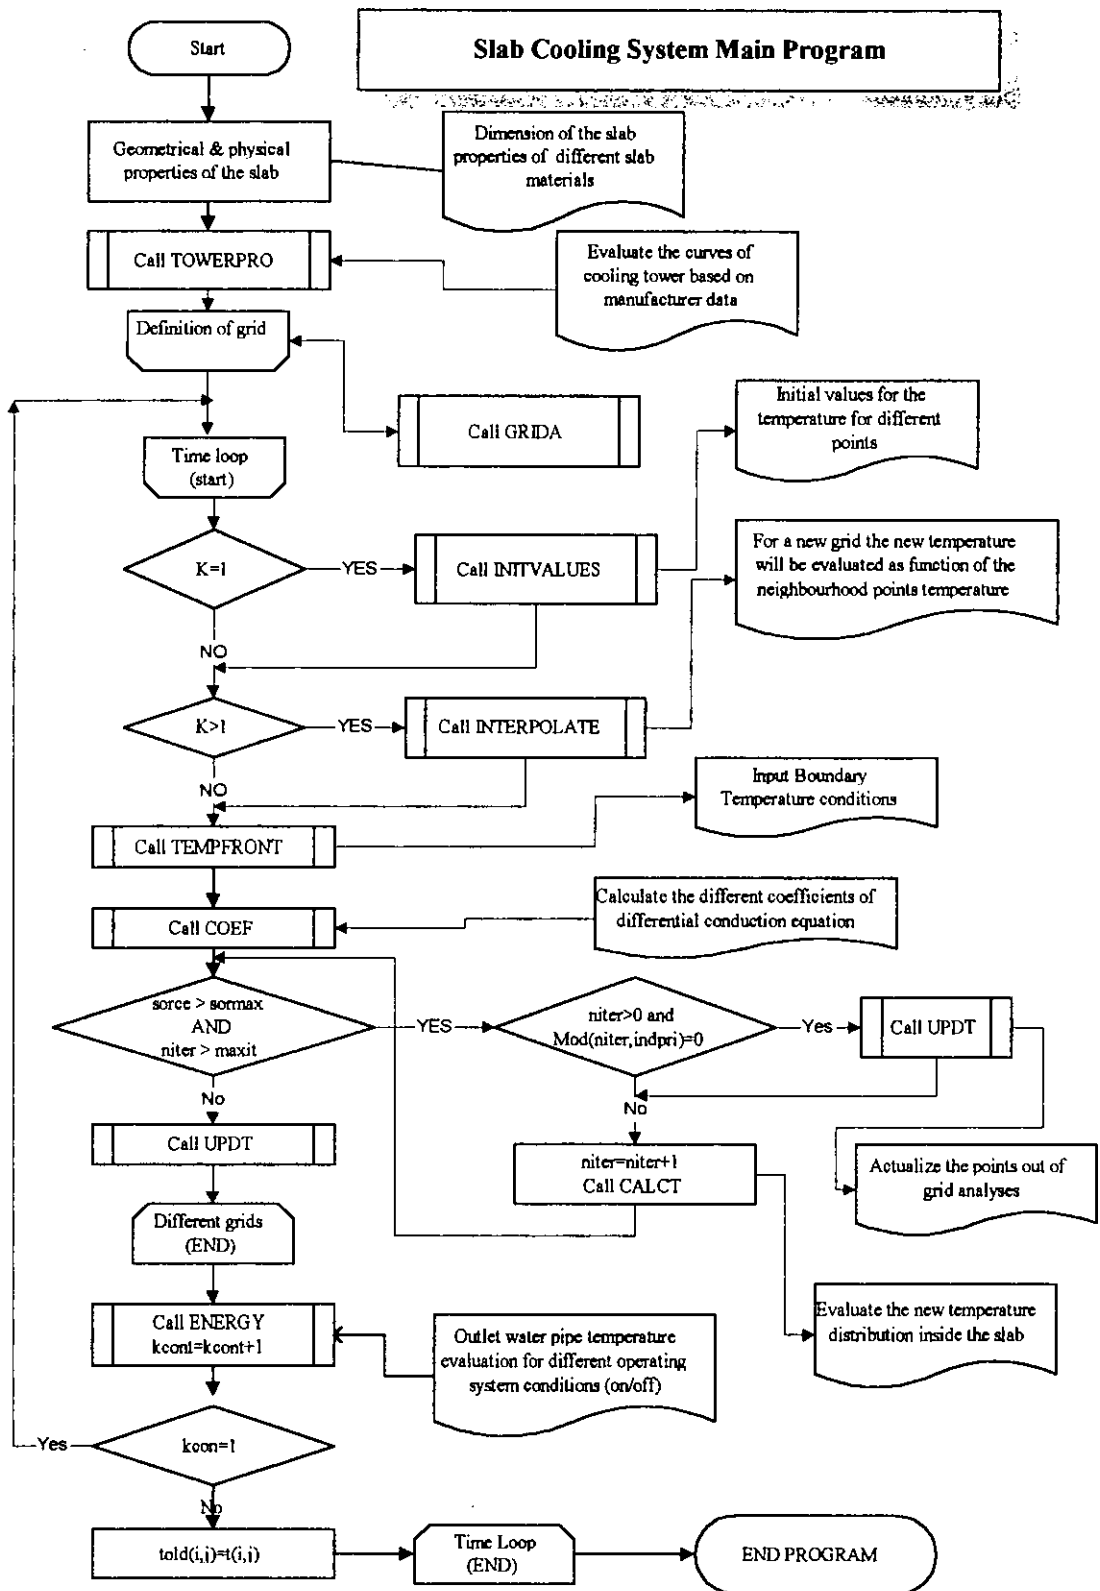 Start
Slab Cooling System Main Program
Geometrical & physical
properties of the slab
Dimension of the slab
properties of different slab
materials
Call TOWERPRO
Evaluate the curves of
cooling tower based on
manufacturer data
Definition of grid
Call GRIDA
Initial values for the
temperature for different
points
Time loop
(start)
K=1
YES
Call INITVALUES
For a new grid the new temperature
will be evaluated as function of the
neighbourhood points temperature
NO
K>1
YES
Call INTERPOLATE
NO
Input Boundary
Temperature conditions
Call TEMPFRONT
Calculate the different coefficients of
differential conduction equation
Call COEF
sorce > sormax
AND
niter > maxit
YES
niter>0 and
Mod(niter,indpri)=0
Yes
Call UPDT
No
No
Call UPDT
niter=niter+1
Call CALCT
Actualize the points out of
grid analyses
Different grids
(END)
Evaluate the new temperature
distribution inside the slab
Call ENERGY
kcont=kcont+1
Outlet water pipe temperature
evaluation for different operating
system conditions (on/off)
Yes
kcon=1
No
told(i,j)=t(i,j)
Time Loop
(END)
END PROGRAM